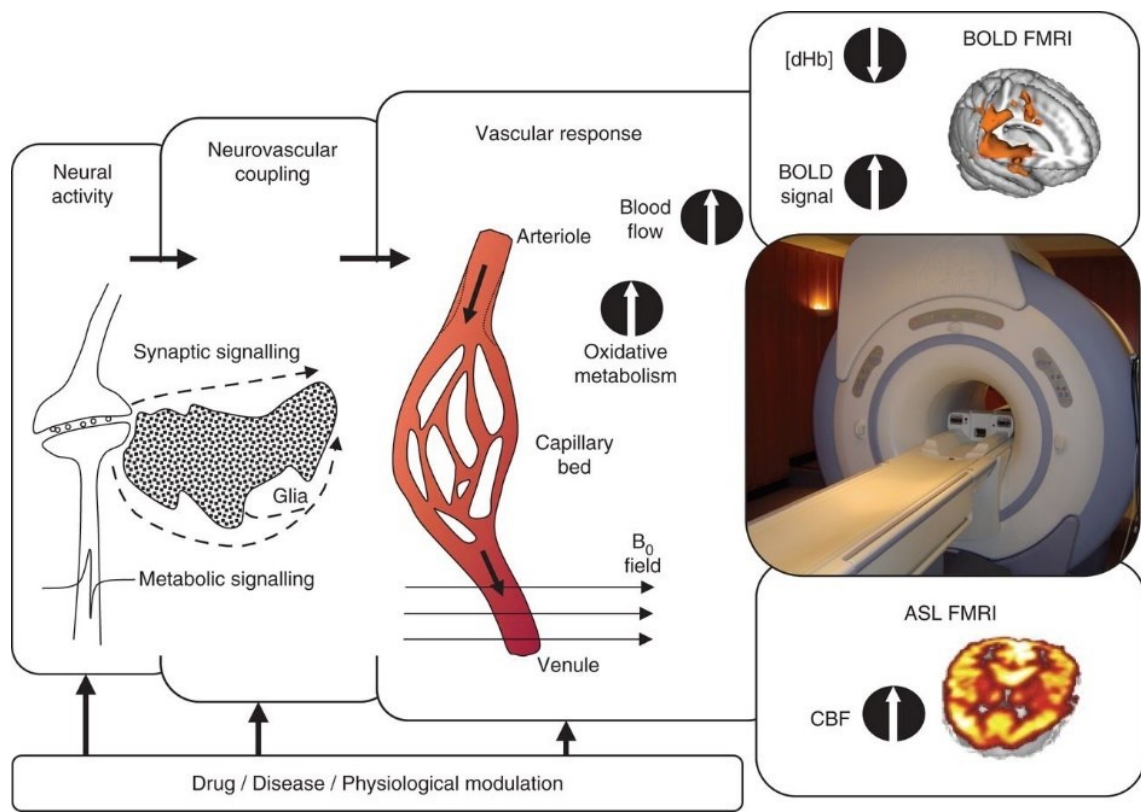 Neural
activity
Neurovascular
coupling
Vascular response
Arteriole
Blood
flow
Oxidative
metabolism
Synaptic signalling
Glia
Metabolic signalling
Capillary
bed
B₀
field
Venule
[dHb]
BOLD FMRI
BOLD
signal
ASL FMRI
CBF
Drug / Disease / Physiological modulation